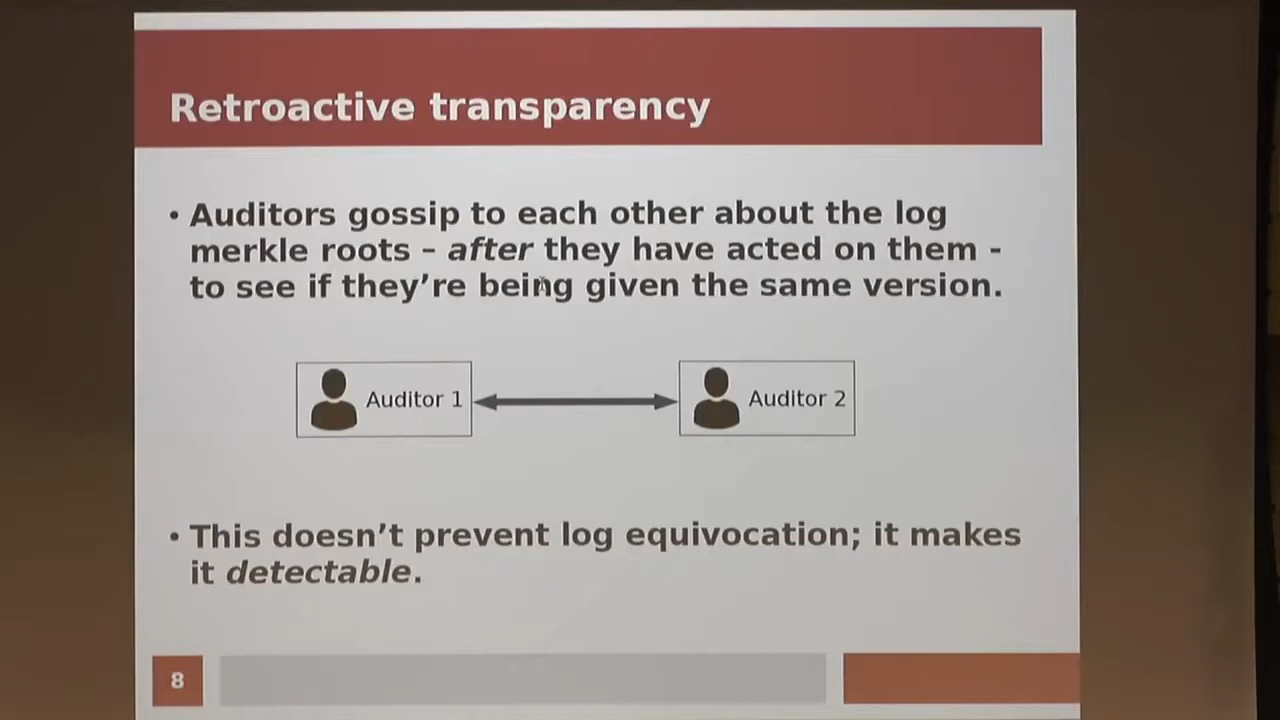 Retroactive transparency
• Auditors gossip to each other about the log
merkle roots – after they have acted on them -
to see if they’re being given the same version.
Auditor 1
Auditor 2
• This doesn’t prevent log equivocation; it makes
it detectable.
8